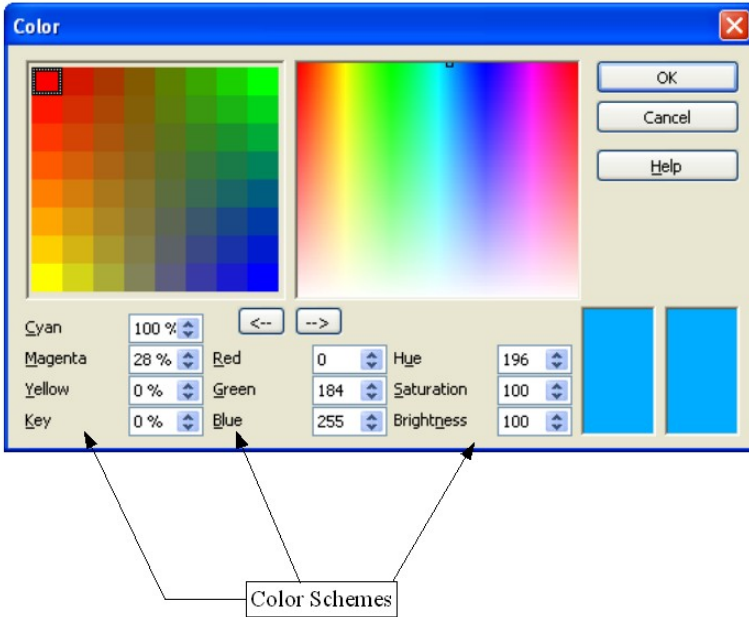 Color
OK
Cancel
Help
<-- -->
Cyan 100 %
Magenta 28 % Red 0 Hue 196
Yellow 0 % Green 184 Saturation 100
Key 0 % Blue 255 Brightness 100
Color Schemes